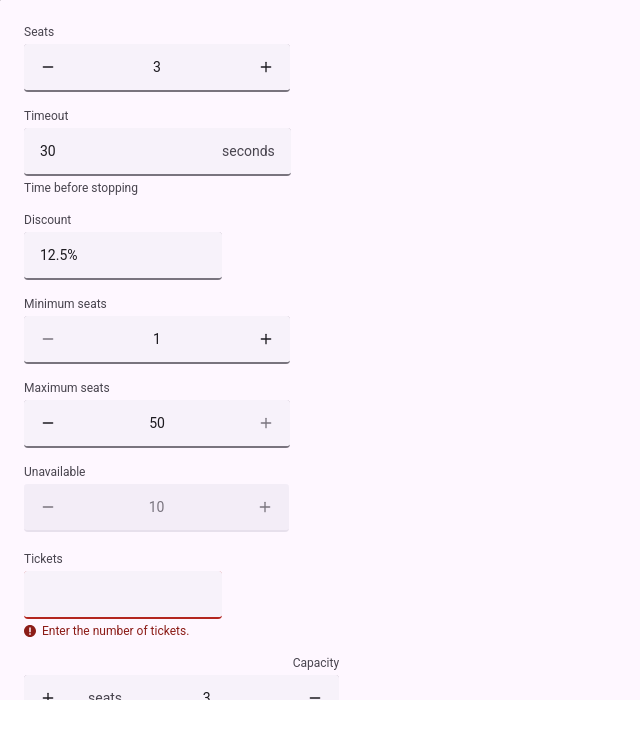 Seats
− 3 +
Timeout
30 seconds
Time before stopping
Discount
12.5%
Minimum seats
− 1 +
Maximum seats
− 50 +
Unavailable
− 10 +
Tickets
Enter the number of tickets.
Capacity
+ seats 3 −